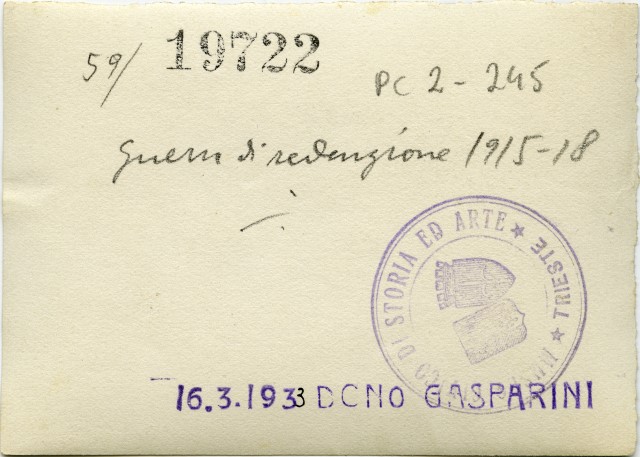 59/ 19722
PC 2 - 245
Guerra di redenzione 1915-18
DI STORIA ED ARTE ★ TRIESTE ★
16.3.1933 DONO GASPARINI